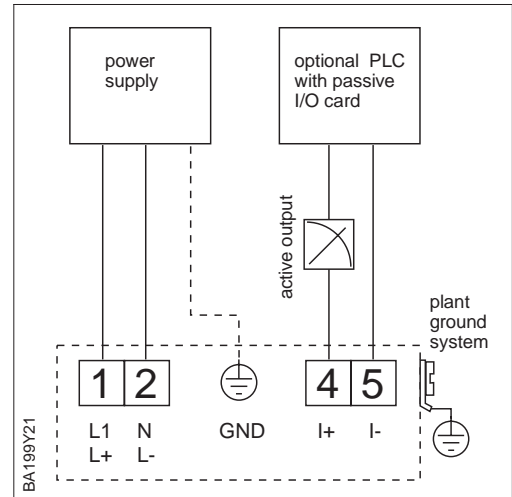 power
supply
optional PLC
with passive
I/O card
active output
plant
ground
system
1 2 4 5
L1 N GND I+ I-
L+ L-
BA199Y21